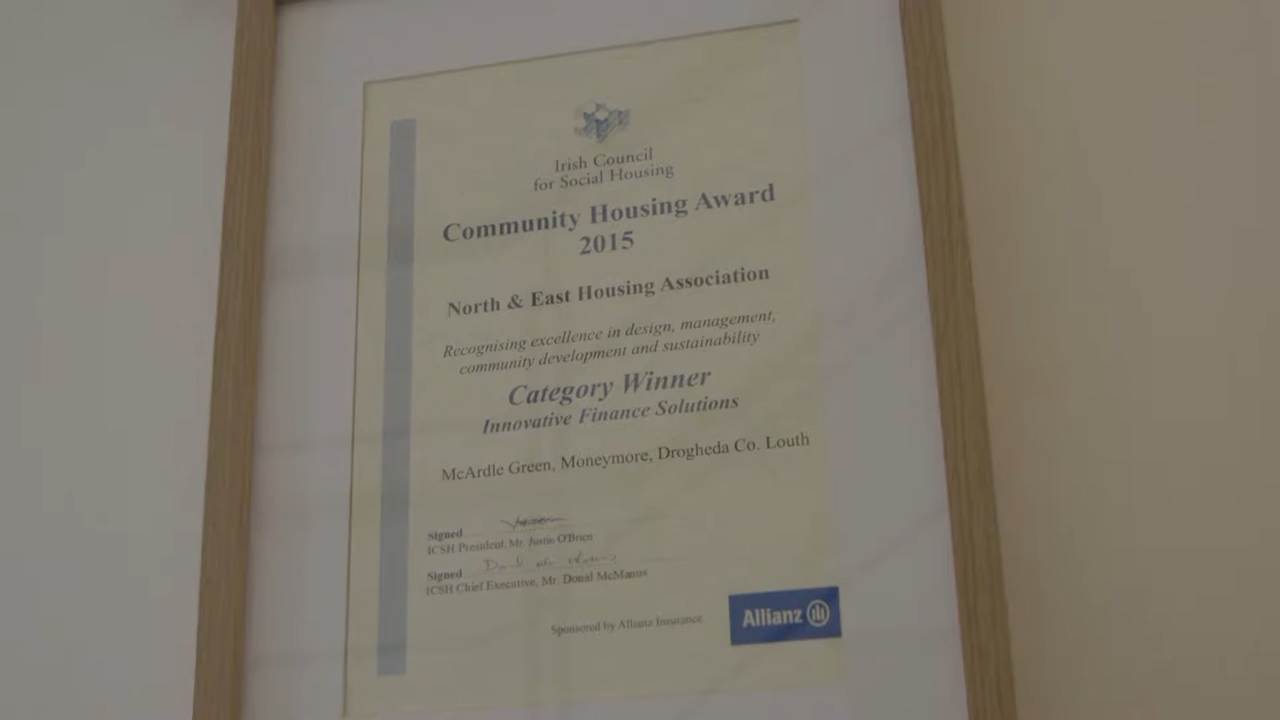 Irish Council
for Social Housing
Community Housing Award
2015
North & East Housing Association
Recognising excellence in design, management,
community development and sustainability
Category Winner
Innovative Finance Solutions
McArdle Green, Moneymore, Drogheda Co. Louth
Signed
ICSH President, Mr. Justin O'Brien
Signed
ICSH Chief Executive, Mr. Donal McManus
Sponsored by Allianz Insurance
Allianz